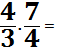 4/3 . 7/4 =